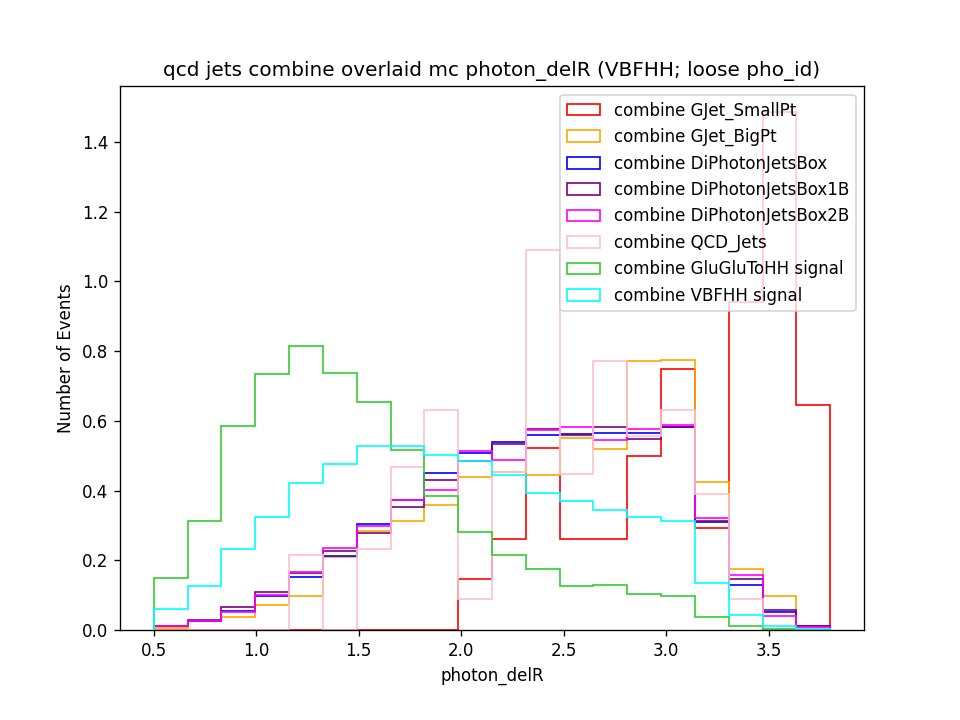 qcd jets combine overlaid mc photon_delR (VBFHH; loose pho_id)
combine GJet_SmallPt
combine GJet_BigPt
combine DiPhotonJetsBox
combine DiPhotonJetsBox1B
combine DiPhotonJetsBox2B
combine QCD_Jets
combine GluGluToHH signal
combine VBFHH signal
Number of Events
1.4
1.2
1.0
0.8
0.6
0.4
0.2
0.0
0.5 1.0 1.5 2.0 2.5 3.0 3.5
photon_delR